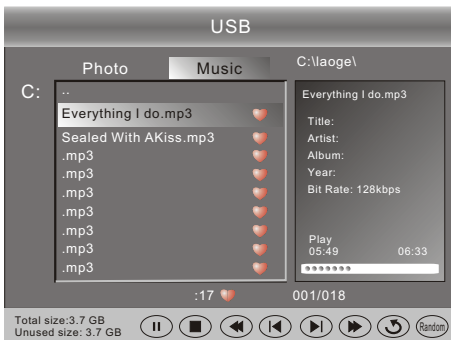 USB
Photo Music C:\laoge\
C:
..
Everything I do.mp3
Sealed With AKiss.mp3
.mp3
.mp3
.mp3
.mp3
.mp3
.mp3
.mp3
Everything I do.mp3
Title:
Artist:
Album:
Year:
Bit Rate: 128kbps
Play
05:49 06:33
:17 001/018
Total size:3.7 GB
Unused size: 3.7 GB
Random